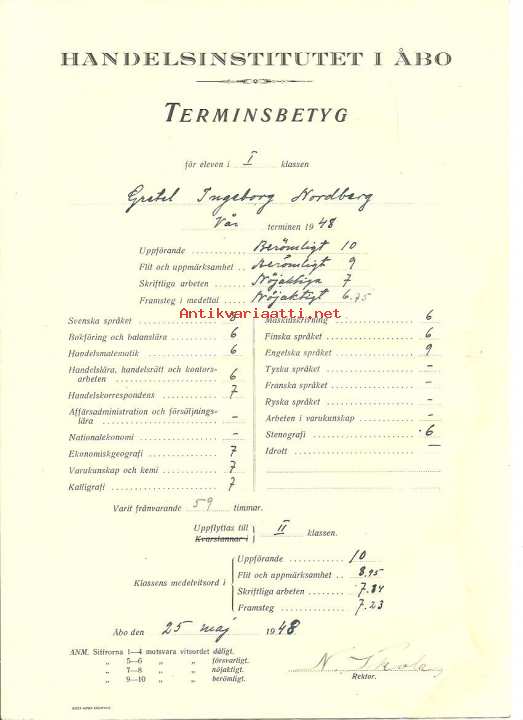 HANDELSINSTITUTET I ÅBO
TERMINSBETYG
för eleven i I klassen
Gretel Ingeborg Nordberg
Vår terminen 1948
Uppförande Berömligt 10
Flit och uppmärksamhet Berömligt 9
Skriftliga arbeten Nöjaktiga 7
Framsteg i medeltal Nöjaktigt 6.75
Antikvariaatti.net
Svenska språket
Bokföring och balanslära 6
Handelsmatematik 6
Handelslära, handelsrätt och kontors-
arbeten 6
Handelskorrespondens 7
Affärsadministration och försäljnings-
lära –
Nationalekonomi –
Ekonomiskgeografi 7
Varukunskap och kemi 7
Kalligrafi 7
Maskinskrivning 6
Finska språket 6
Engelska språket 9
Tyska språket –
Franska språket –
Ryska språket –
Arbeten i varukunskap –
Stenografi 6
Idrott –
Varit frånvarande 59 timmar.
Uppflyttas till II klassen.
Kvarstannar i
Klassens medelvitsord i
Uppförande 10
Flit och uppmärksamhet 8,95
Skriftliga arbeten 7.84
Framsteg 7.23
Åbo den 25 maj 1948.
ANM. Siffrorna 1—4 motsvara vitsordet dåligt.
„ 5—6 „ „ försvarligt.
„ 7—8 „ „ nöjaktigt.
„ 9—10 „ „ berömligt.
N.
Rektor.